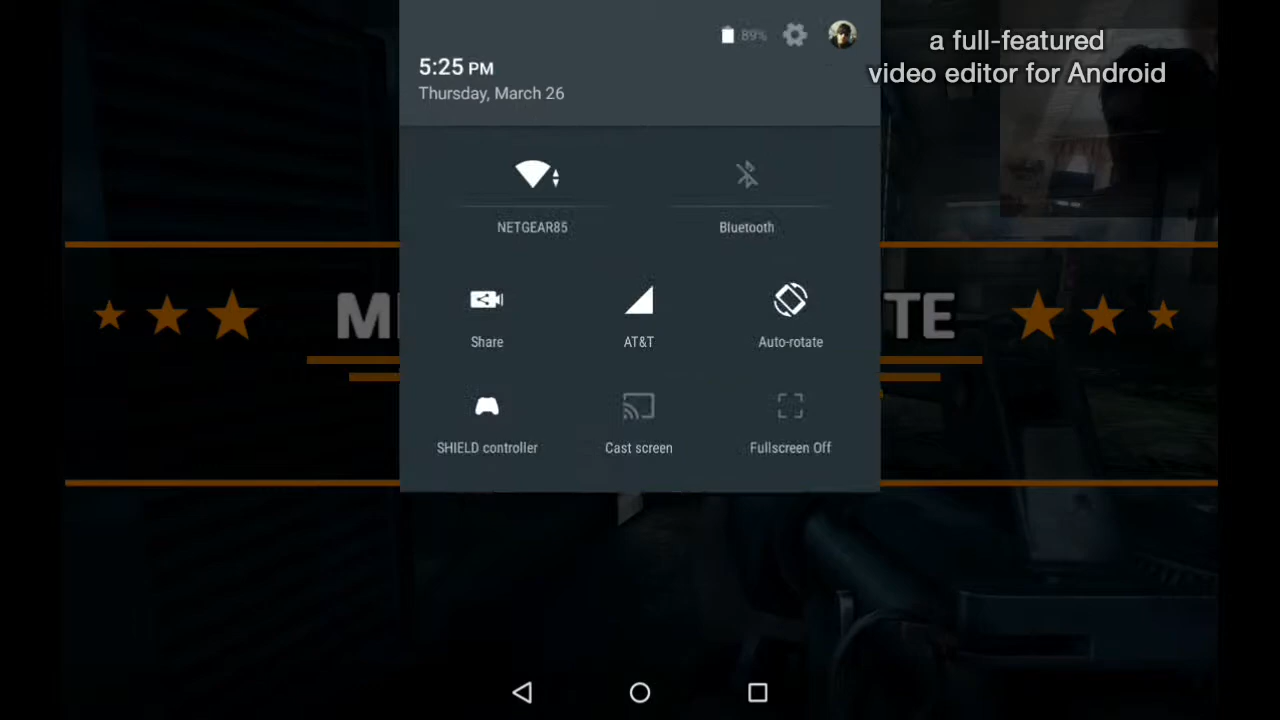 a full-featured
video editor for Android
89%
5:25 PM
Thursday, March 26
NETGEAR85
Bluetooth
Share
AT&T
Auto-rotate
SHIELD controller
Cast screen
Fullscreen Off